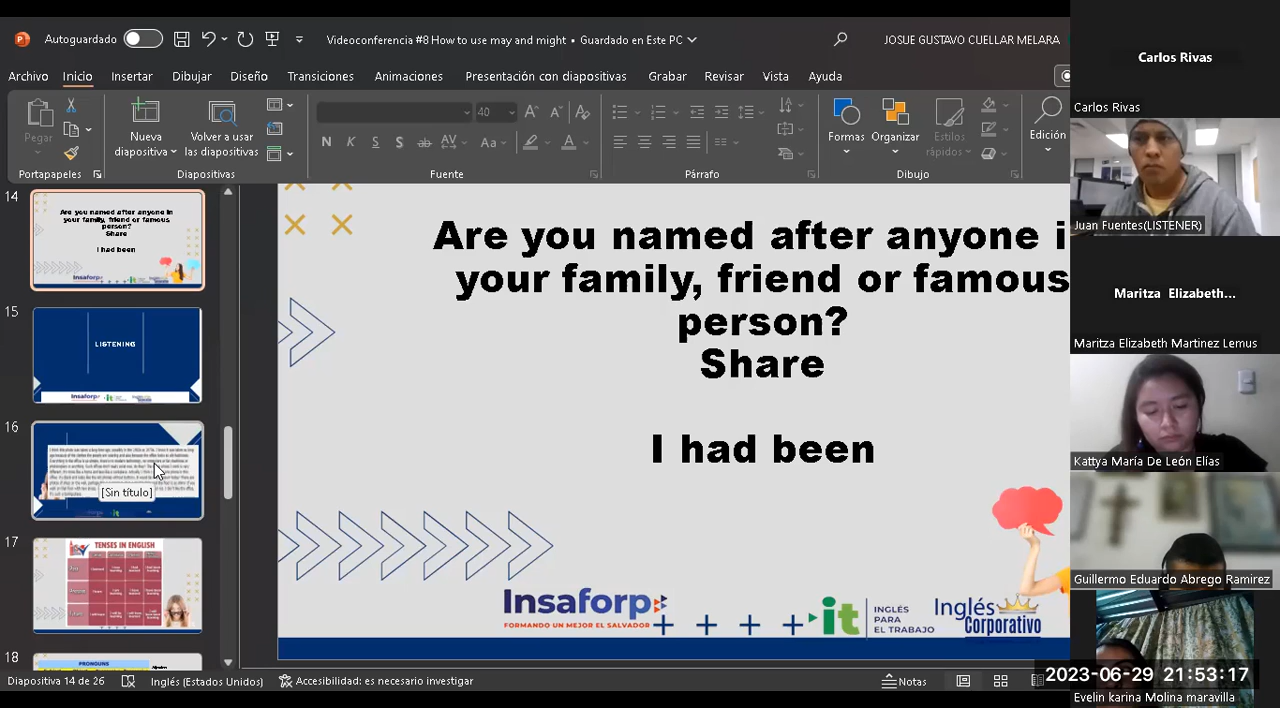 Autoguardado
Videoconferencia #8 How to use may and might • Guardado en Este PC
JOSUE GUSTAVO CUELLAR MELARA
Archivo Inicio Insertar Dibujar Diseño Transiciones Animaciones Presentación con diapositivas Grabar Revisar Vista Ayuda
Pegar
Nueva
diapositiva
Volver a usar
las diapositivas
40
N K S S ab AV Aa A
Formas
Organizar
Estilos
rápidos
Edición
Portapapeles
Diapositivas
Fuente
Párrafo
Dibujo
14
Are you named after anyone in
your family, friend or famous
person?
Share
I had been
Insaforp
15
LISTENING
Insaforp
16
[Sin título]
17
TENSES IN ENGLISH
18
PRONOUNS
Are you named after anyone i
your family, friend or famous
person?
Share
I had been
Insaforp
FORMANDO UN MEJOR EL SALVADOR
it
INGLÉS
PARA
EL TRABAJO
Inglés
Corporativo
Diapositiva 14 de 26
Inglés (Estados Unidos)
Accesibilidad: es necesario investigar
Notas
Carlos Rivas
Carlos Rivas
Juan Fuentes(LISTENER)
Maritza Elizabeth...
Maritza Elizabeth Martinez Lemus
Kattya María De León Elías
Guillermo Eduardo Abrego Ramirez
2023-06-29 21:53:17
Evelin karina Molina maravilla